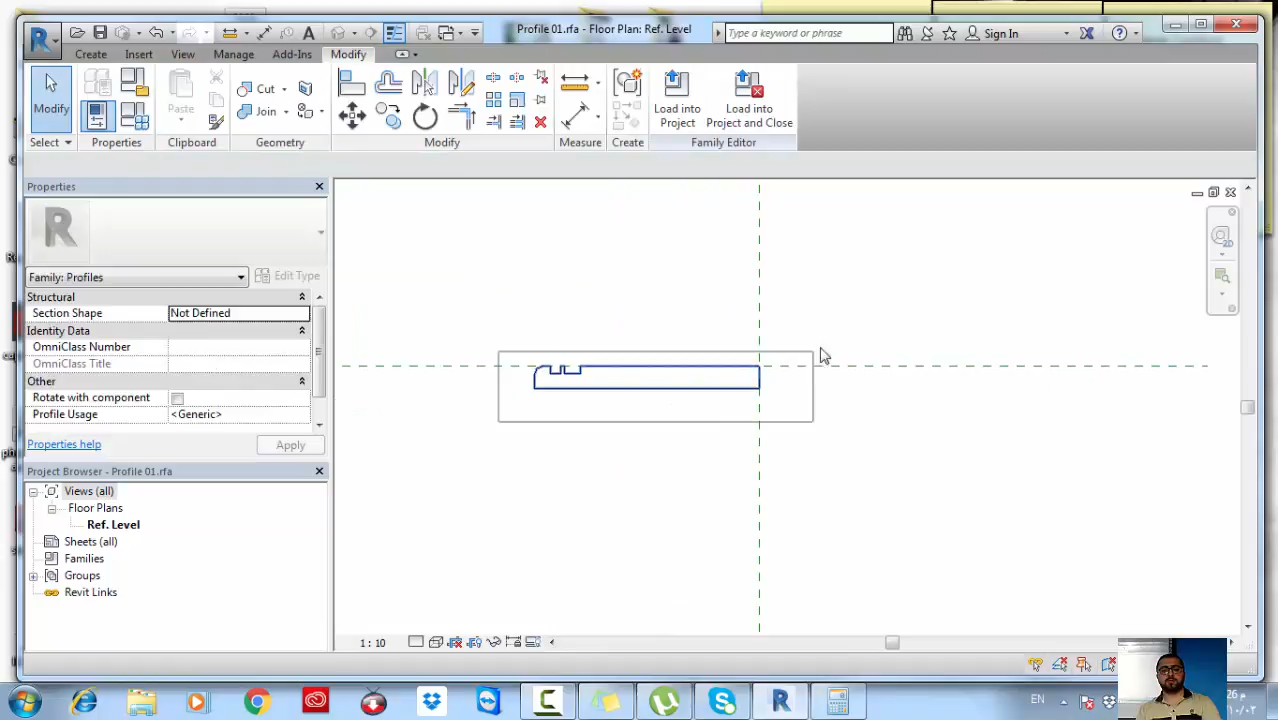 Profile 01.rfa - Floor Plan: Ref. Level
Type a keyword or phrase
Sign In
Create Insert View Manage Add-Ins Modify
Modify
Paste
Cut
Join
Load into
Project
Load into
Project and Close
Select
Properties
Clipboard
Geometry
Modify
Measure
Create
Family Editor
Properties
Family: Profiles
Edit Type
Structural
Section Shape Not Defined
Identity Data
OmniClass Number
OmniClass Title
Other
Rotate with component
Profile Usage <Generic>
Properties help
Apply
Project Browser - Profile 01.rfa
Views (all)
Floor Plans
Ref. Level
Sheets (all)
Families
Groups
Revit Links
2D
1 : 10
EN